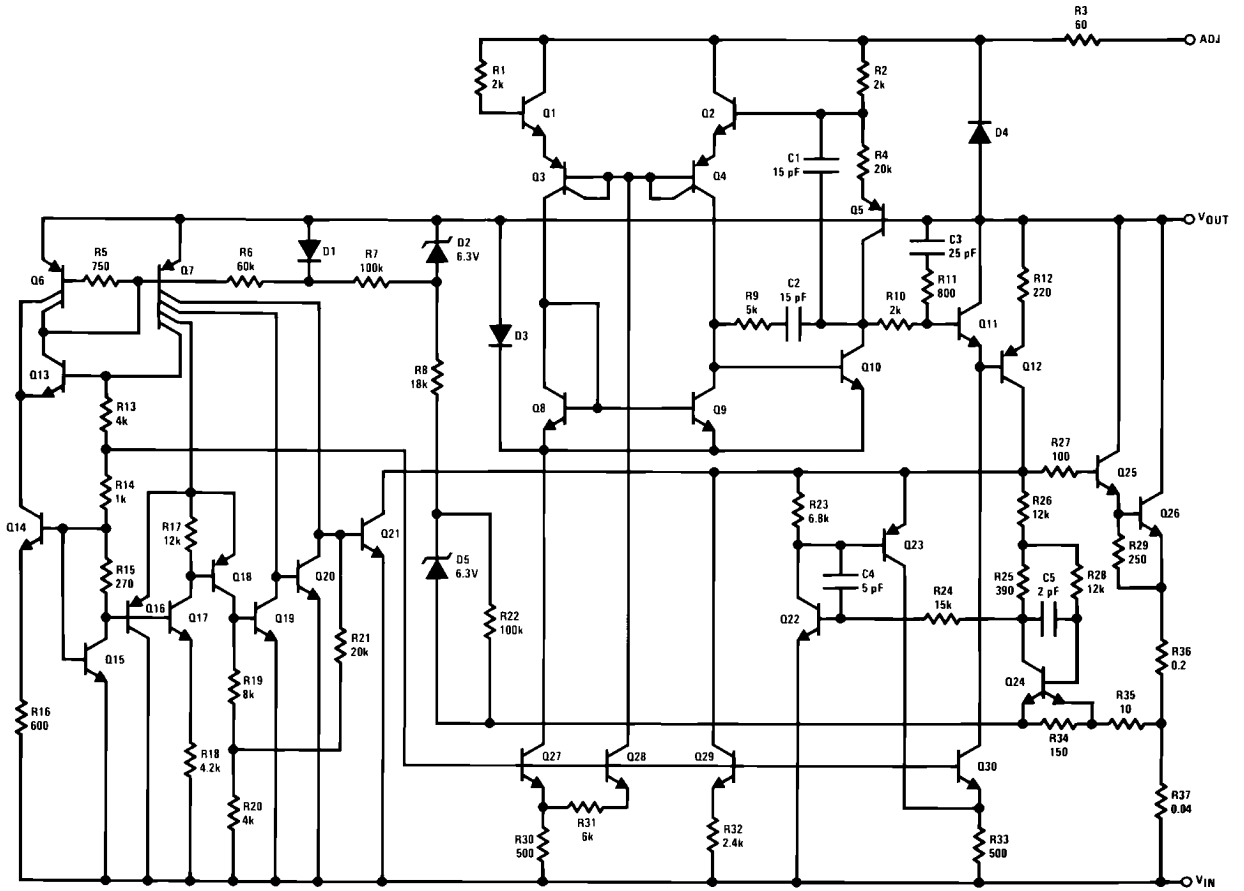 R3
60
ADJ
R1
2k
R2
2k
Q1
Q2
D4
C1
15 pF
R4
20k
Q3
Q4
Q5
VOUT
R5
750
R6
60k
D1
R7
100k
D2
6.3V
C3
25 pF
Q6
Q7
R11
800
R12
220
R9
5k
C2
15 pF
R10
2k
Q11
D3
Q13
R8
18k
Q10
Q12
R13
4k
Q8
Q9
R27
100
Q25
R14
1k
R23
6.8k
R26
12k
Q14
R17
12k
Q21
Q23
Q26
R15
270
Q18
Q20
D5
6.3V
C4
5 pF
R29
250
Q16
Q17
Q19
R22
100k
Q22
R24
15k
R25
390
C5
2 pF
R28
12k
Q15
R21
20k
R19
8k
Q24
R36
0.2
R16
600
R35
10
R34
150
R18
4.2k
Q27
Q28
Q29
Q30
R20
4k
R31
6k
R37
0.04
R30
500
R32
2.4k
R33
500
VIN